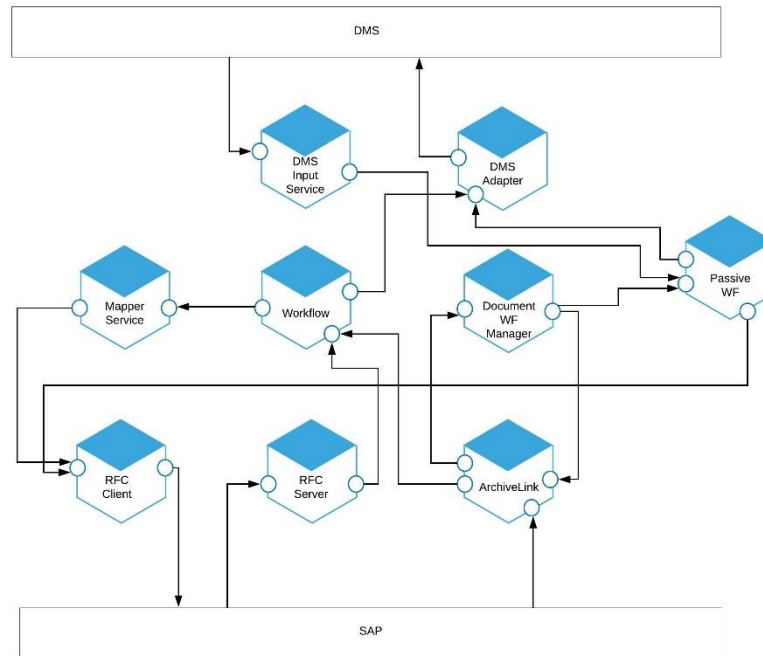 DMS
DMS
Input
Service
DMS
Adapter
Passive
WF
Mapper
Service
Workflow
Document
WF
Manager
RFC
Client
RFC
Server
ArchiveLink
SAP